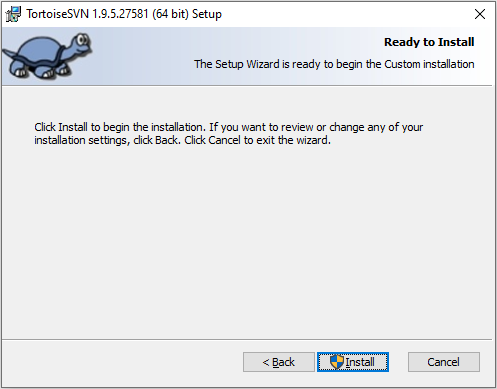 TortoiseSVN 1.9.5.27581 (64 bit) Setup
Ready to Install
The Setup Wizard is ready to begin the Custom installation
Click Install to begin the installation. If you want to review or change any of your
installation settings, click Back. Click Cancel to exit the wizard.
< Back Install Cancel